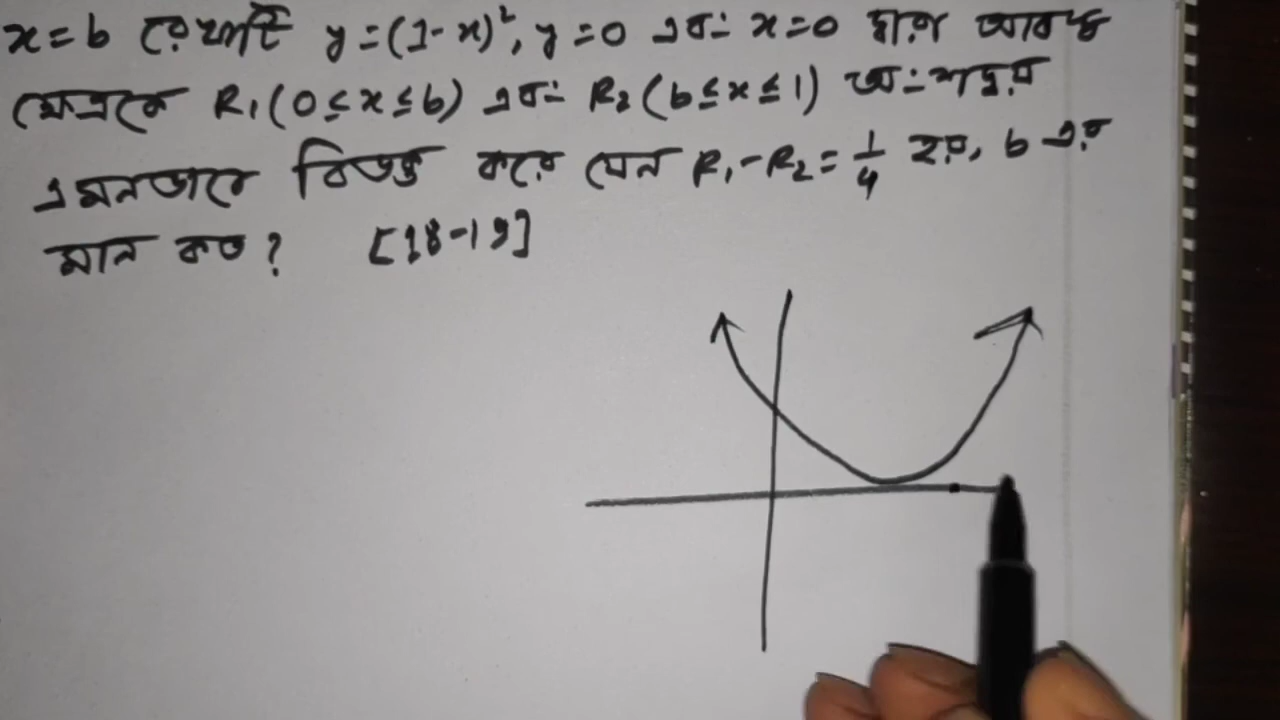 x=b রেখাটি y=(1-x)², y=0 এবং x=0 দ্বারা আবদ্ধ
ক্ষেত্রকে R₁(0≤x≤b) এবং R₂(b≤x≤1) অংশদ্বয়
এমনভাবে বিভক্ত করে যেন R₁-R₂=1/4 হয়, b এর
মান কত? [18-19]